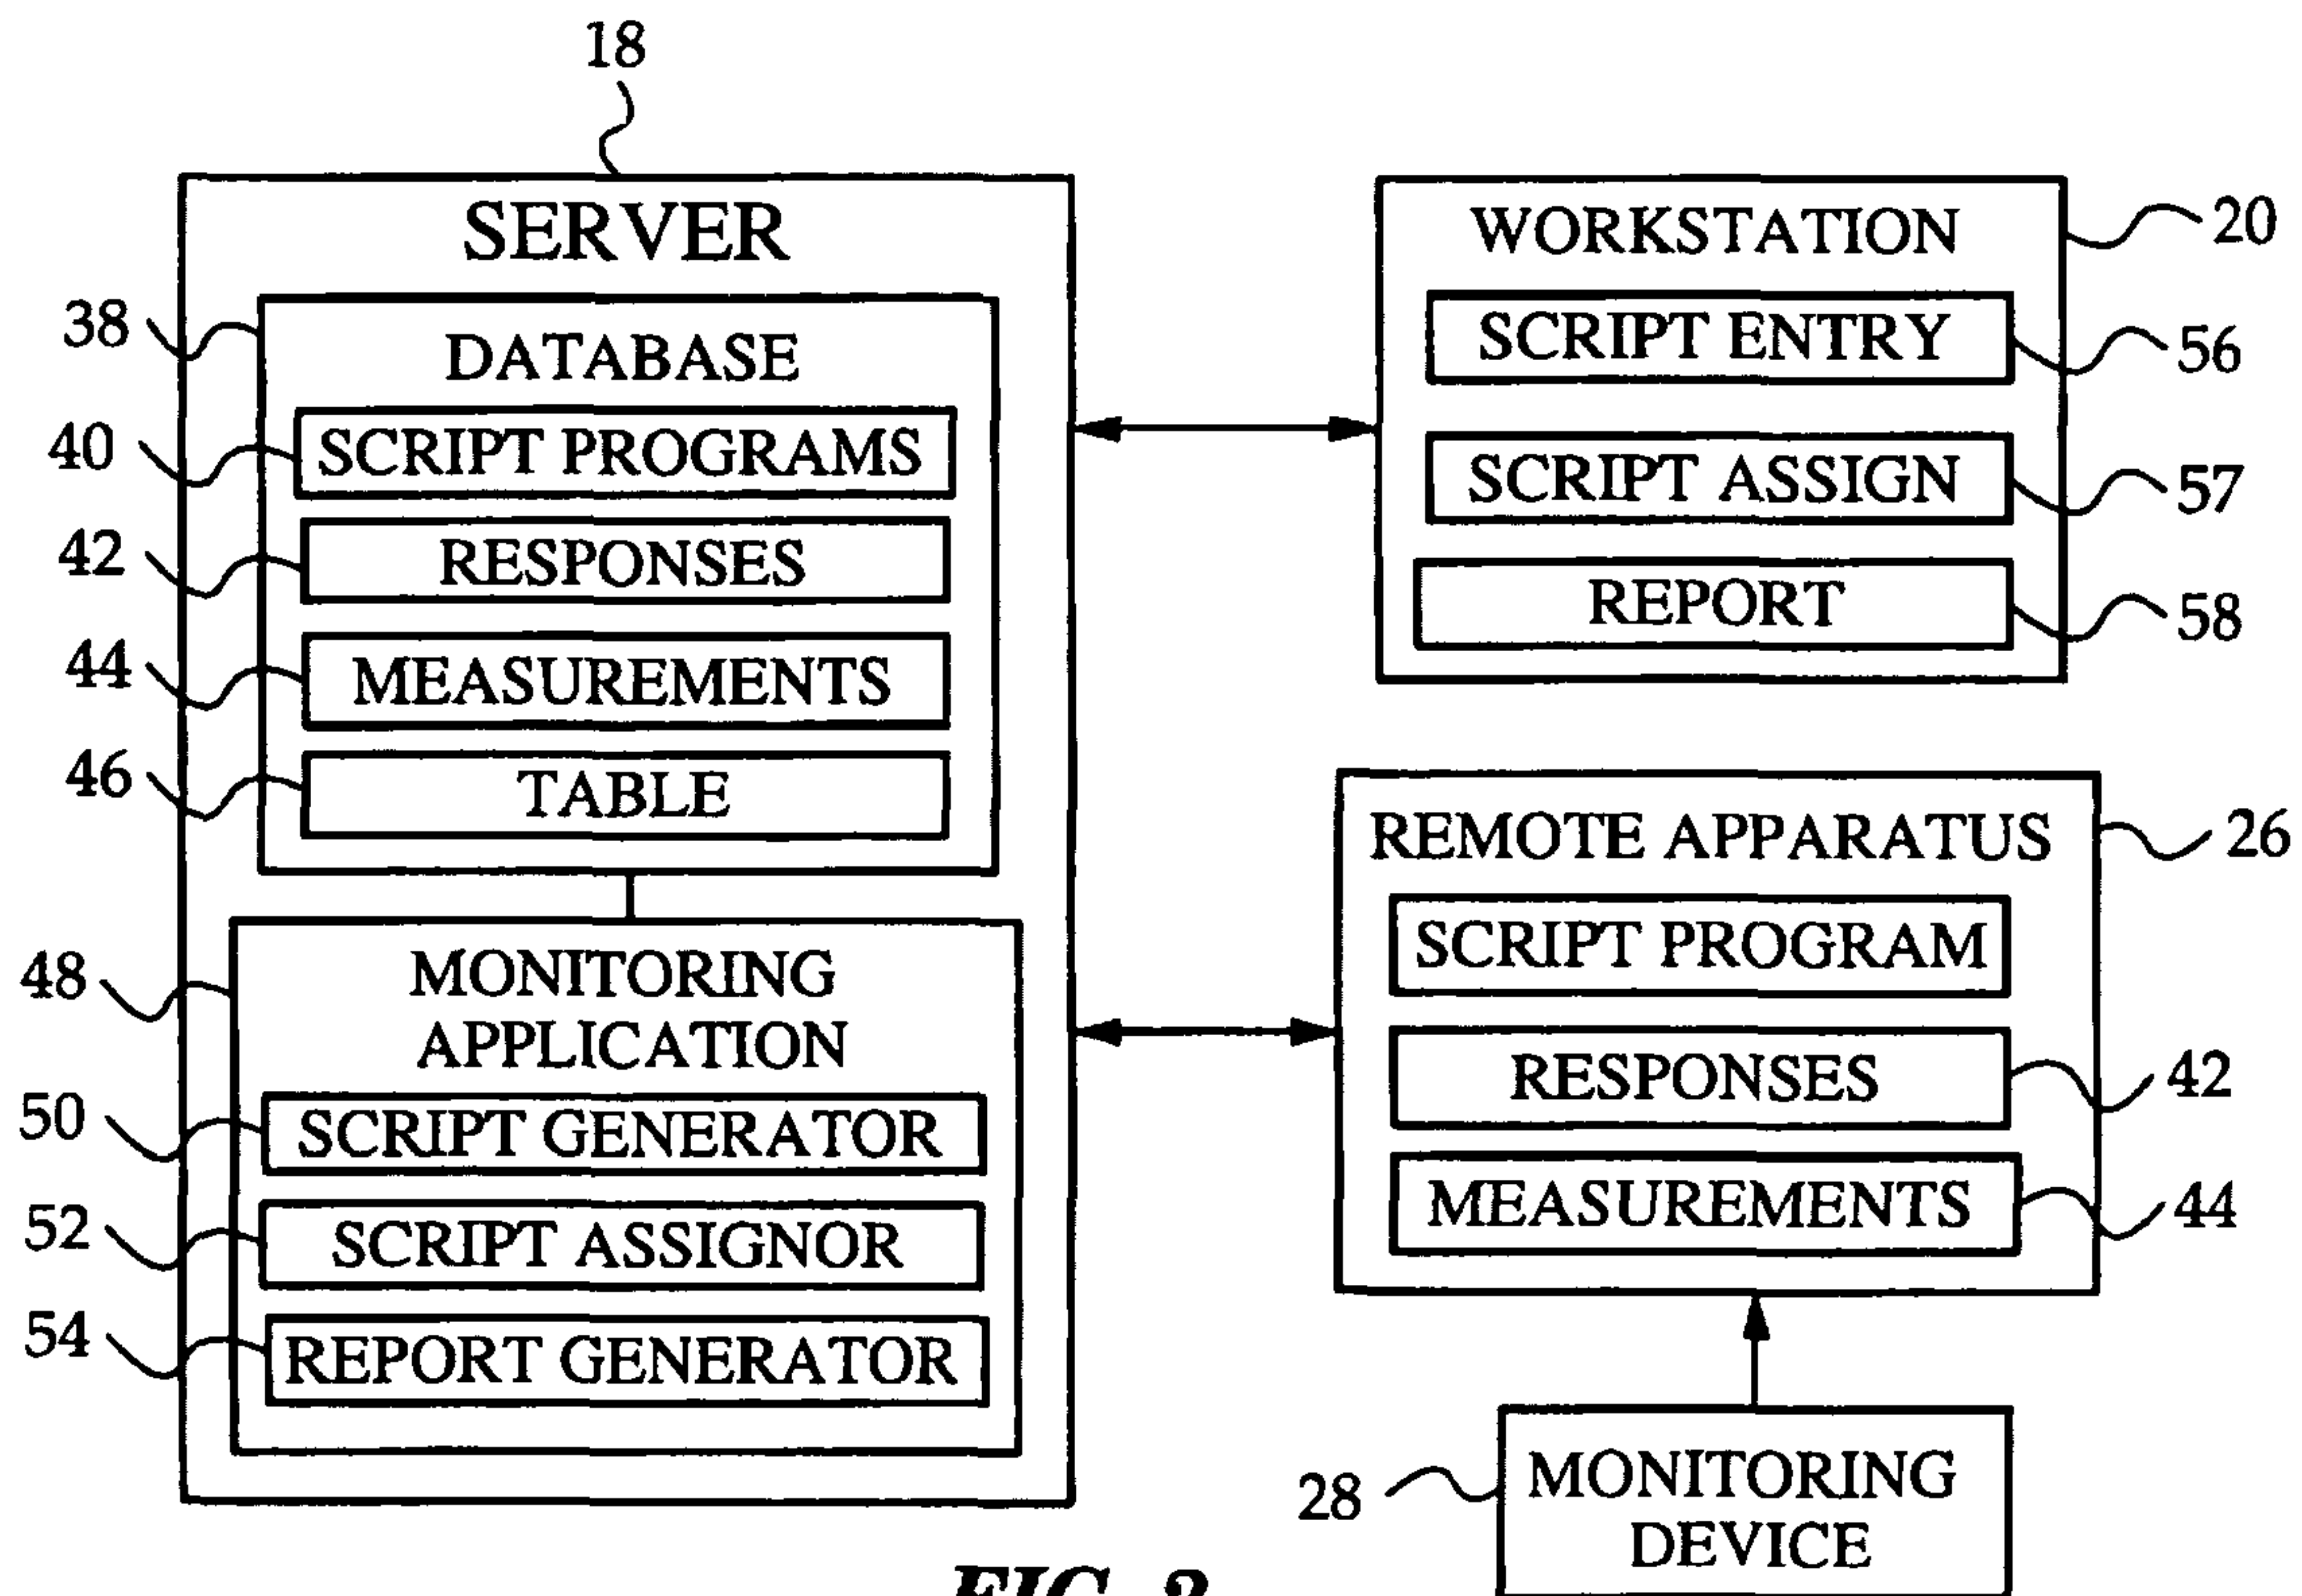 18
SERVER
38
DATABASE
40
SCRIPT PROGRAMS
42
RESPONSES
44
MEASUREMENTS
46
TABLE
48
MONITORING
APPLICATION
50
SCRIPT GENERATOR
52
SCRIPT ASSIGNOR
54
REPORT GENERATOR
WORKSTATION
20
SCRIPT ENTRY
56
SCRIPT ASSIGN
57
REPORT
58
REMOTE APPARATUS
26
SCRIPT PROGRAM
RESPONSES
42
MEASUREMENTS
44
28
MONITORING
DEVICE